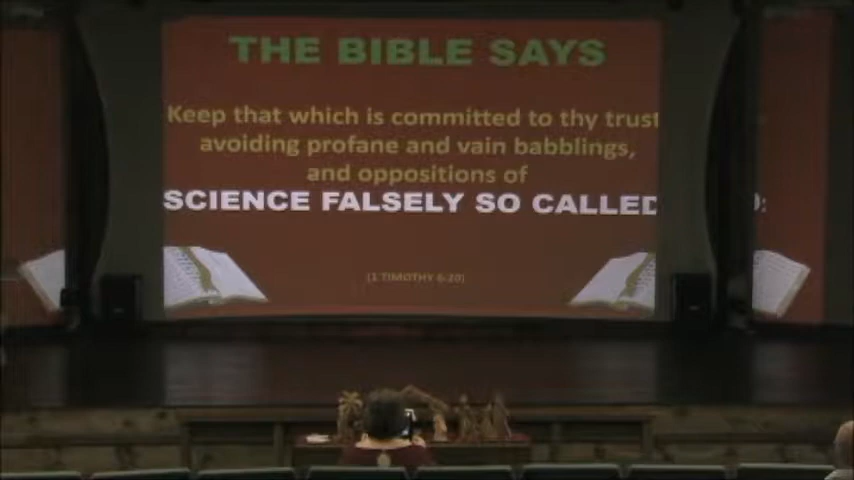 THE BIBLE SAYS
Keep that which is committed to thy trust
avoiding profane and vain babblings,
and oppositions of
SCIENCE FALSELY SO CALLED:
(1 TIMOTHY 6:20)